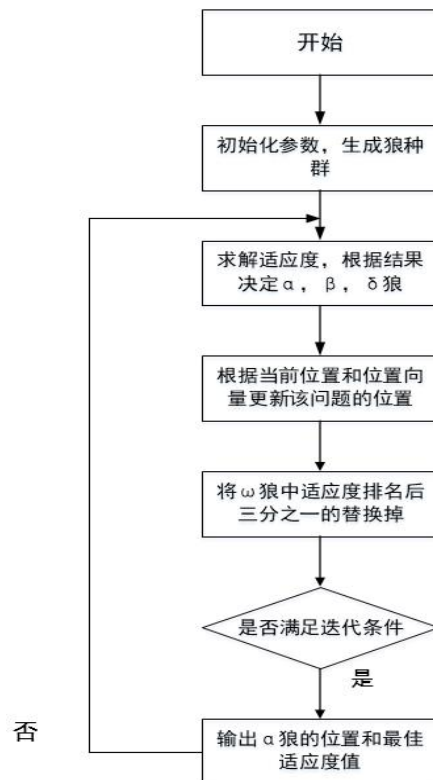 开始
初始化参数，生成狼种
群
求解适应度，根据结果
决定α，β，δ狼
根据当前位置和位置向
量更新该问题的位置
将ω狼中适应度排名后
三分之一的替换掉
是否满足迭代条件
是
否
输出α狼的位置和最佳
适应度值